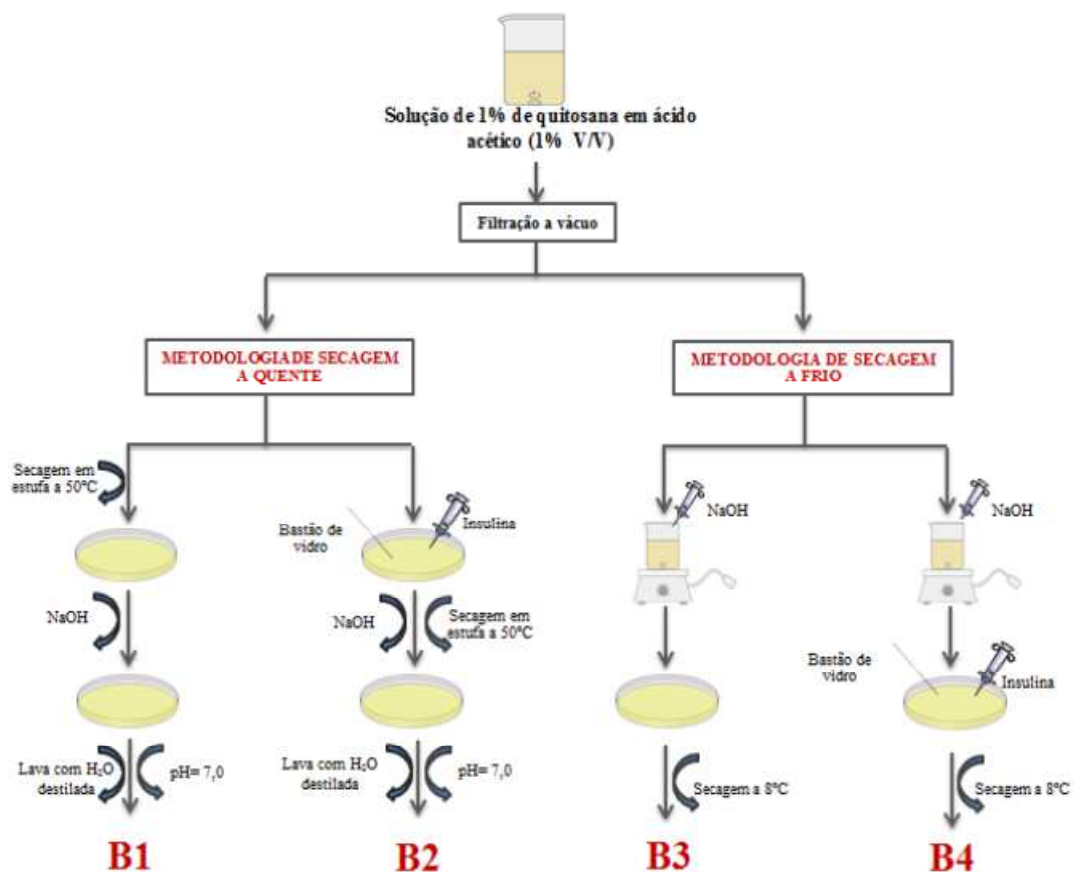 Solução de 1% de quitosana em ácido
acético (1% V/V)
Filtração a vácuo
METODOLOGIA DE SECAGEM
A QUENTE
METODOLOGIA DE SECAGEM
A FRIO
Secagem em
estufa a 50ºC
Bastão de
vidro
Insulina
NaOH
NaOH
NaOH
NaOH
Secagem em
estufa a 50ºC
Bastão de
vidro
Insulina
Lava com H₂O
destilada
pH= 7,0
Lava com H₂O
destilada
pH= 7,0
Secagem a 8ºC
Secagem a 8ºC
B1
B2
B3
B4